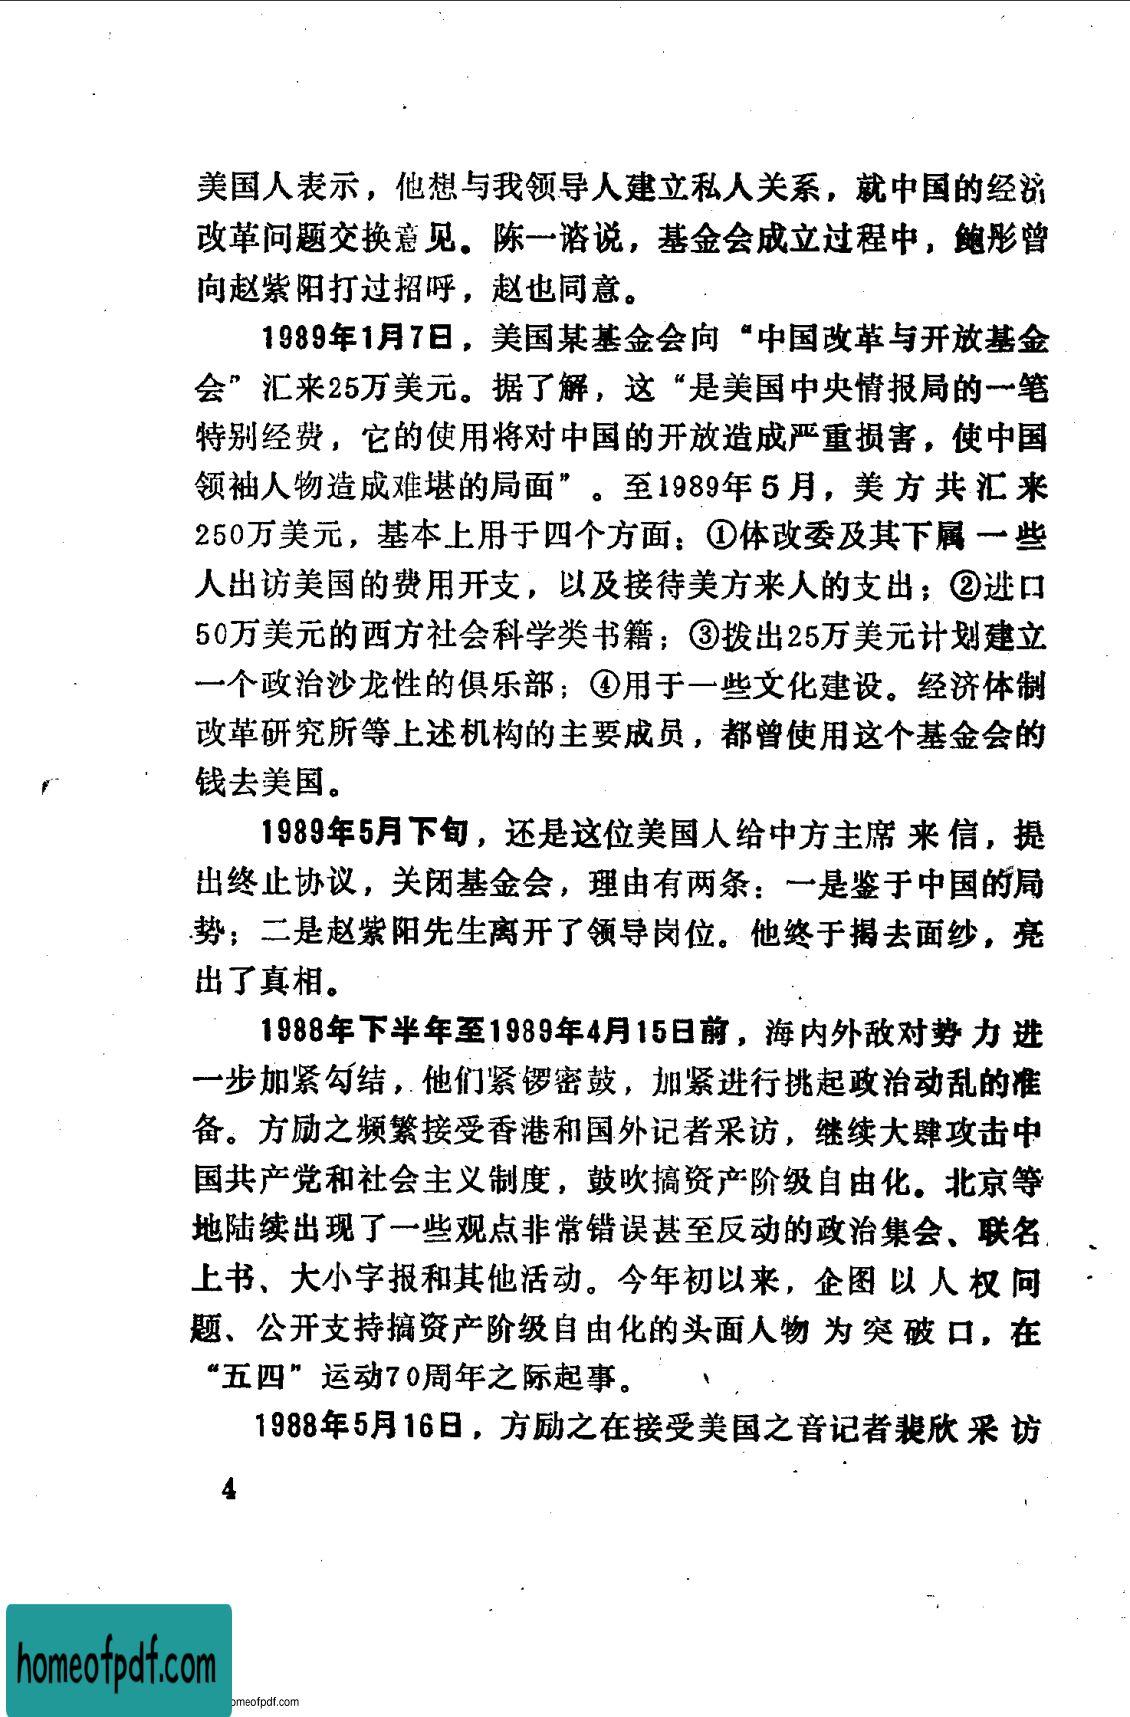 美国人表示，他想与我领导人建立私人关系，就中国的经济
改革问题交换意见。陈一谘说，基金会成立过程中，鲍彤曾
向赵紫阳打过招呼，赵也同意。
1989年1月7日，美国某基金会向“中国改革与开放基金
会”汇来25万美元。据了解，这“是美国中央情报局的一笔
特别经费，它的使用将对中国的开放造成严重损害，使中国
领袖人物造成难堪的局面”。至1989年5月，美方共汇来
250万美元，基本上用于四个方面：①体改委及其下属一些
人出访美国的费用开支，以及接待美方来人的支出；②进口
50万美元的西方社会科学类书籍；③拨出25万美元计划建立
一个政治沙龙性的俱乐部；④用于一些文化建设。经济体制
改革研究所等上述机构的主要成员，都曾使用这个基金会的
钱去美国。
1989年5月下旬，还是这位美国人给中方主席来信，提
出终止协议，关闭基金会，理由有两条：一是鉴于中国的局
势；二是赵紫阳先生离开了领导岗位。他终于揭去面纱，亮
出了真相。
1988年下半年至1989年4月15日前，海内外敌对势力进
一步加紧勾结，他们紧锣密鼓，加紧进行挑起政治动乱的准
备。方励之频繁接受香港和国外记者采访，继续大肆攻击中
国共产党和社会主义制度，鼓吹搞资产阶级自由化。北京等
地陆续出现了一些观点非常错误甚至反动的政治集会、联名
上书、大小字报和其他活动。今年初以来，企图以人权问
题、公开支持搞资产阶级自由化的头面人物为突破口，在
“五四”运动70周年之际起事。
1988年5月16日，方励之在接受美国之音记者裴欣采访
4
homeofpdf.com
omeofpdf.com